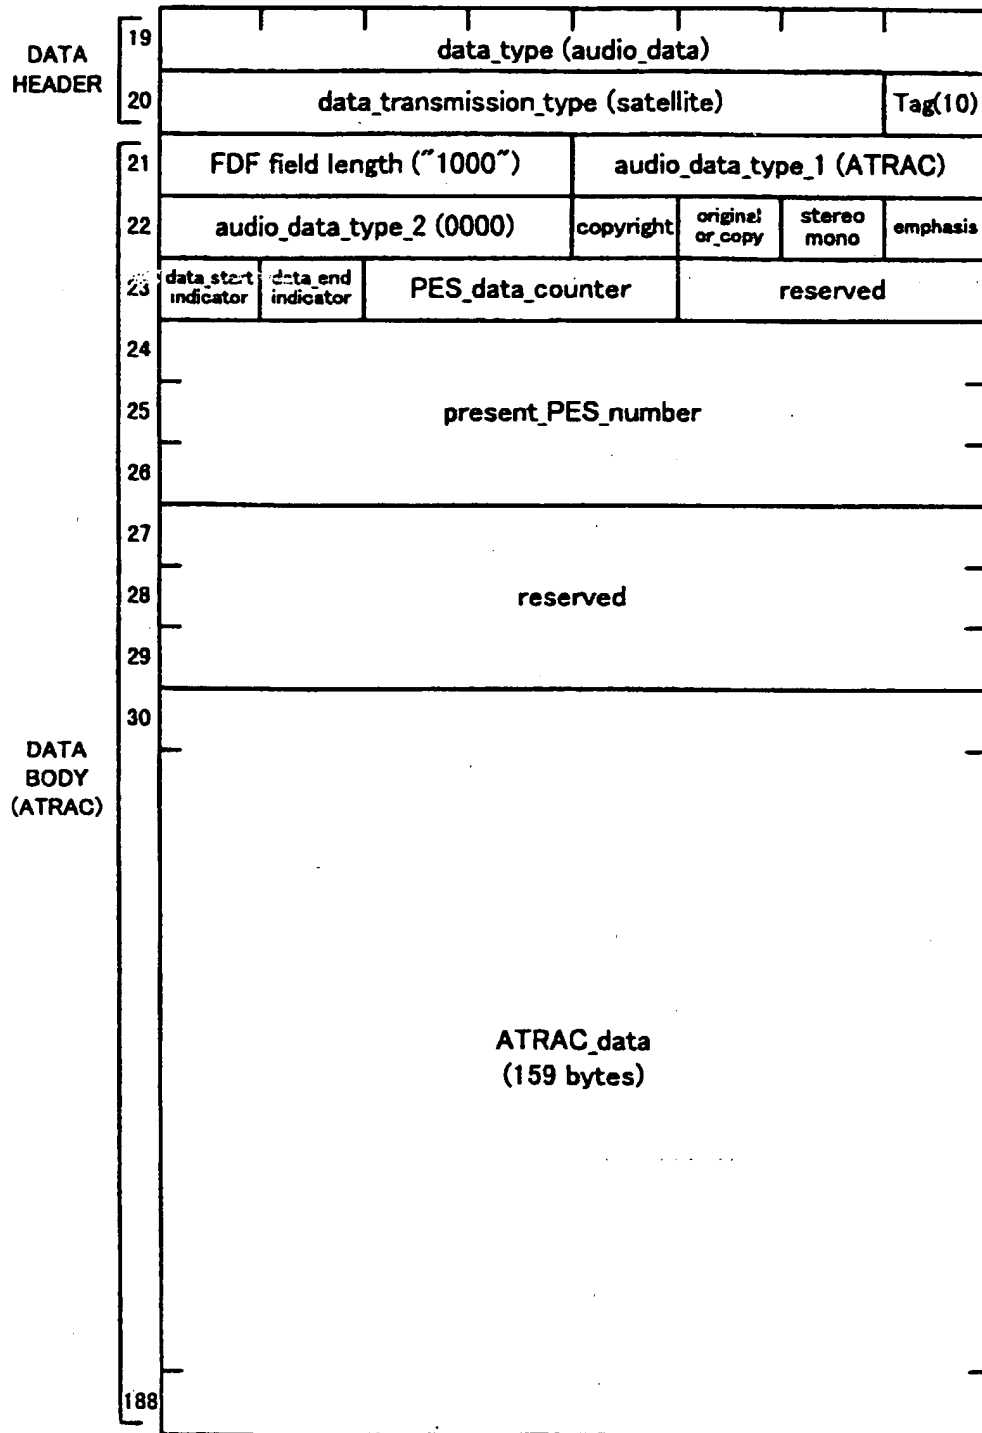 DATA
HEADER
19
data_type (audio_data)
20
data_transmission_type (satellite)
Tag(10)
21
FDF field length ("1000")
audio_data_type_1 (ATRAC)
22
audio_data_type_2 (0000)
copyright
original
or_copy
stereo
mono
emphasis
23
data_start
indicator
data_end
indicator
PES_data_counter
reserved
24
25
present_PES_number
26
27
28
reserved
29
30
DATA
BODY
(ATRAC)
ATRAC_data
(159 bytes)
188